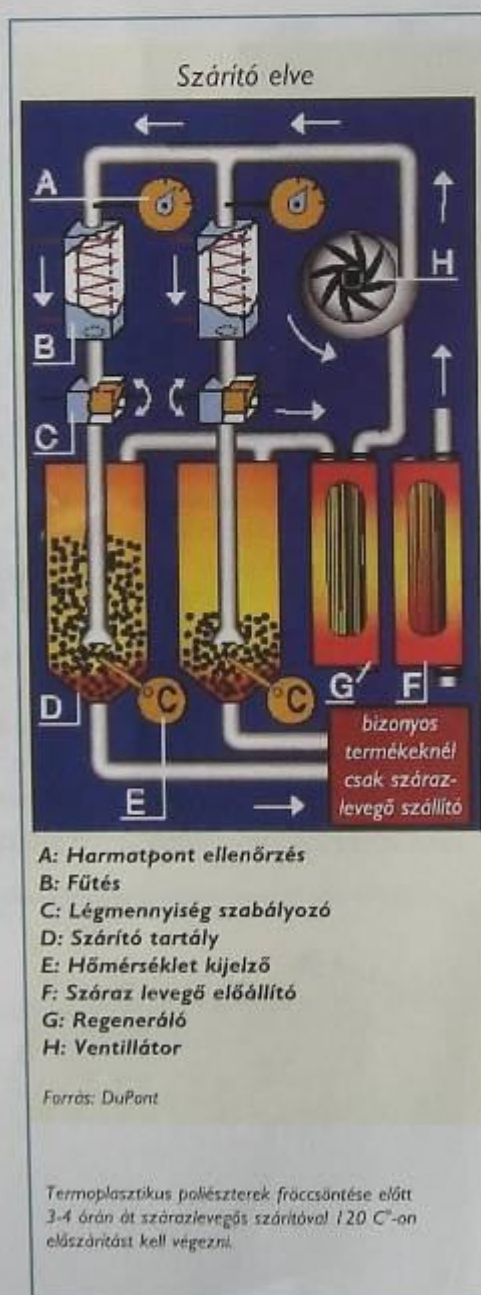 Szárító elve
A
H
B
C
°C
°C
D
G
F
E
bizonyos
termékeknél
csak száraz-
levegő szállító
A: Harmatpont ellenőrzés
B: Fűtés
C: Légmennyiség szabályozó
D: Szárító tartály
E: Hőmérséklet kijelző
F: Száraz levegő előállító
G: Regeneráló
H: Ventillátor
Forrás: DuPont
Termoplasztikus poliészterek fröccsöntése előtt
3-4 órán át szárazlevegős szárítóval 120 C°-on
előszárítást kell végezni.